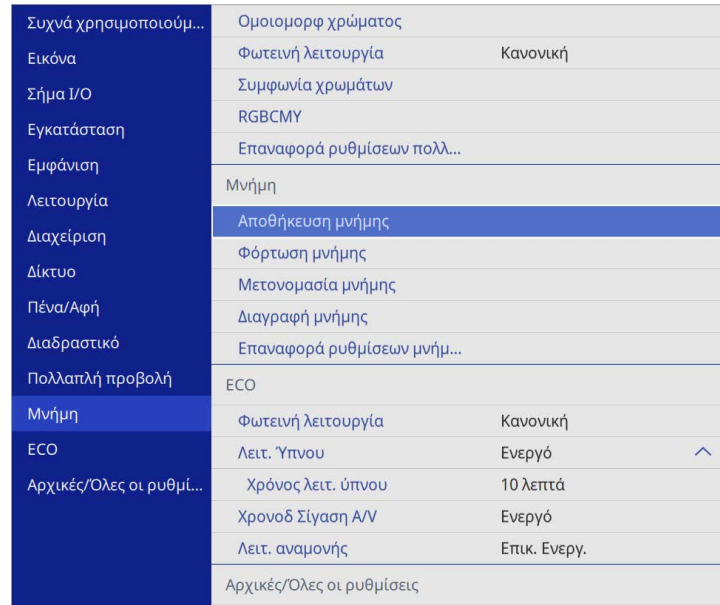 Συχνά χρησιμοποιούμ...
Εικόνα
Σήμα I/O
Εγκατάσταση
Εμφάνιση
Λειτουργία
Διαχείριση
Δίκτυο
Πένα/Αφή
Διαδραστικό
Πολλαπλή προβολή
Μνήμη
ECO
Αρχικές/Όλες οι ρυθμί...
Ομοιομορφ χρώματος
Φωτεινή λειτουργία Κανονική
Συμφωνία χρωμάτων
RGBCMY
Επαναφορά ρυθμίσεων πολλ...
Μνήμη
Αποθήκευση μνήμης
Φόρτωση μνήμης
Μετονομασία μνήμης
Διαγραφή μνήμης
Επαναφορά ρυθμίσεων μνήμ...
ECO
Φωτεινή λειτουργία Κανονική
Λειτ. Ύπνου Ενεργό
Χρόνος λειτ. ύπνου 10 λεπτά
Χρονοδ Σίγαση A/V Ενεργό
Λειτ. αναμονής Επικ. Ενεργ.
Αρχικές/Όλες οι ρυθμίσεις